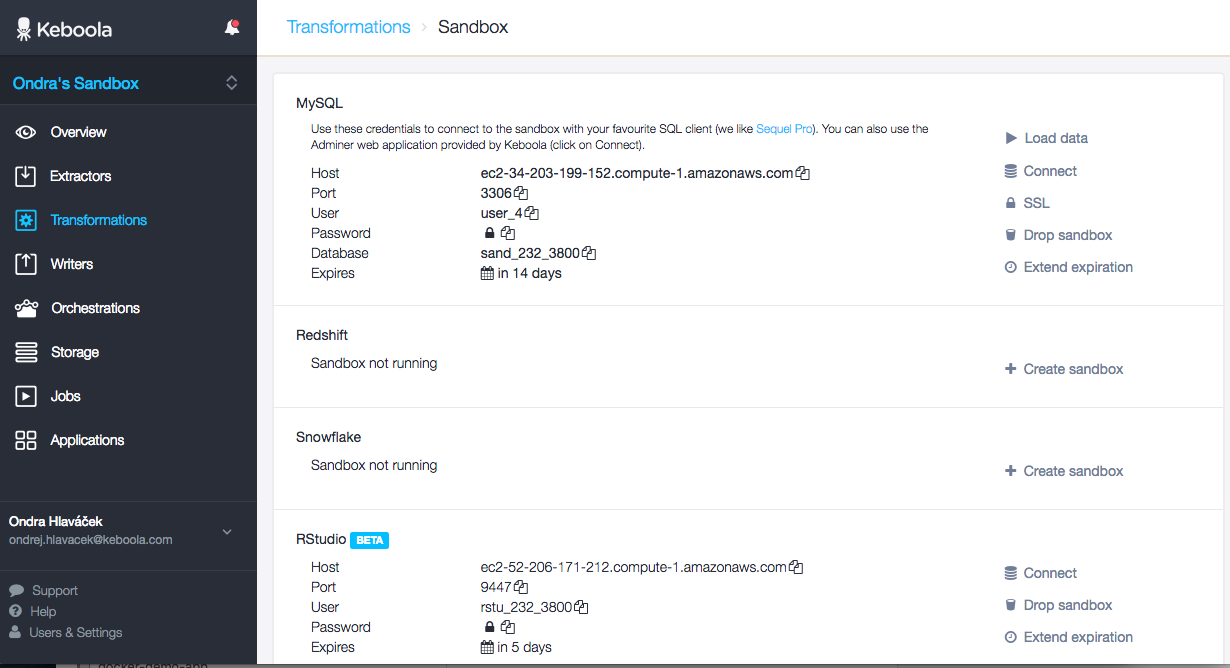 Keboola
Ondra's Sandbox
Overview
Extractors
Transformations
Writers
Orchestrations
Storage
Jobs
Applications
Ondra Hlaváček
ondrej.hlavacek@keboola.com
Support
Help
Users & Settings
Transformations › Sandbox
MySQL
Use these credentials to connect to the sandbox with your favourite SQL client (we like Sequel Pro). You can also use the
Adminer web application provided by Keboola (click on Connect).
Host ec2-34-203-199-152.compute-1.amazonaws.com
Port 3306
User user_4
Password
Database sand_232_3800
Expires in 14 days
Load data
Connect
SSL
Drop sandbox
Extend expiration
Redshift
Sandbox not running
Create sandbox
Snowflake
Sandbox not running
Create sandbox
RStudio BETA
Host ec2-52-206-171-212.compute-1.amazonaws.com
Port 9447
User rstu_232_3800
Password
Expires in 5 days
Connect
Drop sandbox
Extend expiration